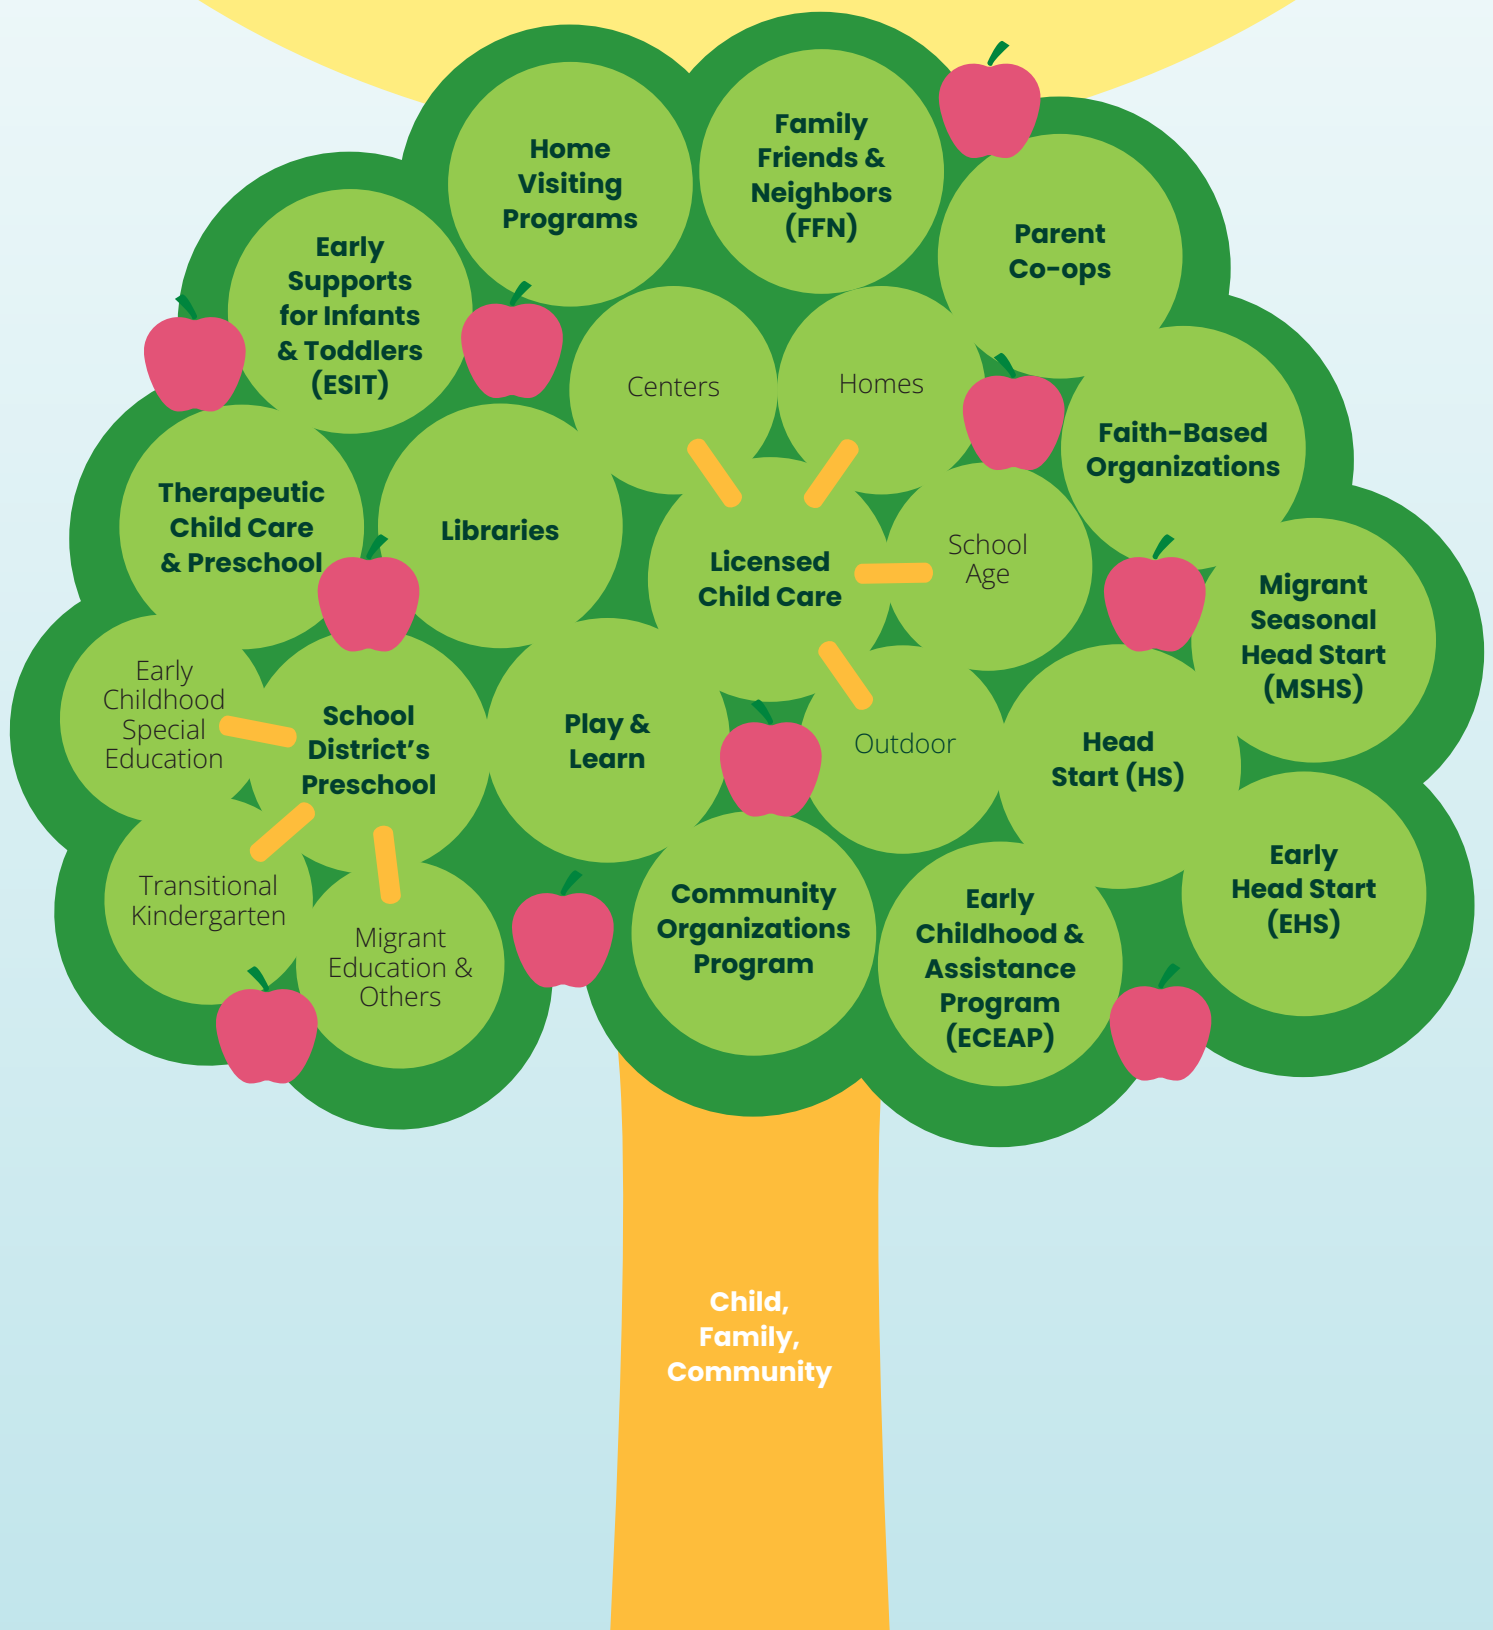 Home
Visiting
Programs
Family
Friends &
Neighbors
(FFN)
Parent
Co-ops
Early
Supports
for Infants
& Toddlers
(ESIT)
Centers
Homes
Faith-Based
Organizations
Therapeutic
Child Care
& Preschool
Libraries
Licensed
Child Care
School
Age
Migrant
Seasonal
Head Start
(MSHS)
Early
Childhood
Special
Education
School
District’s
Preschool
Play &
Learn
Outdoor
Head
Start (HS)
Transitional
Kindergarten
Migrant
Education &
Others
Community
Organizations
Program
Early
Childhood &
Assistance
Program
(ECEAP)
Early
Head Start
(EHS)
Child,
Family,
Community